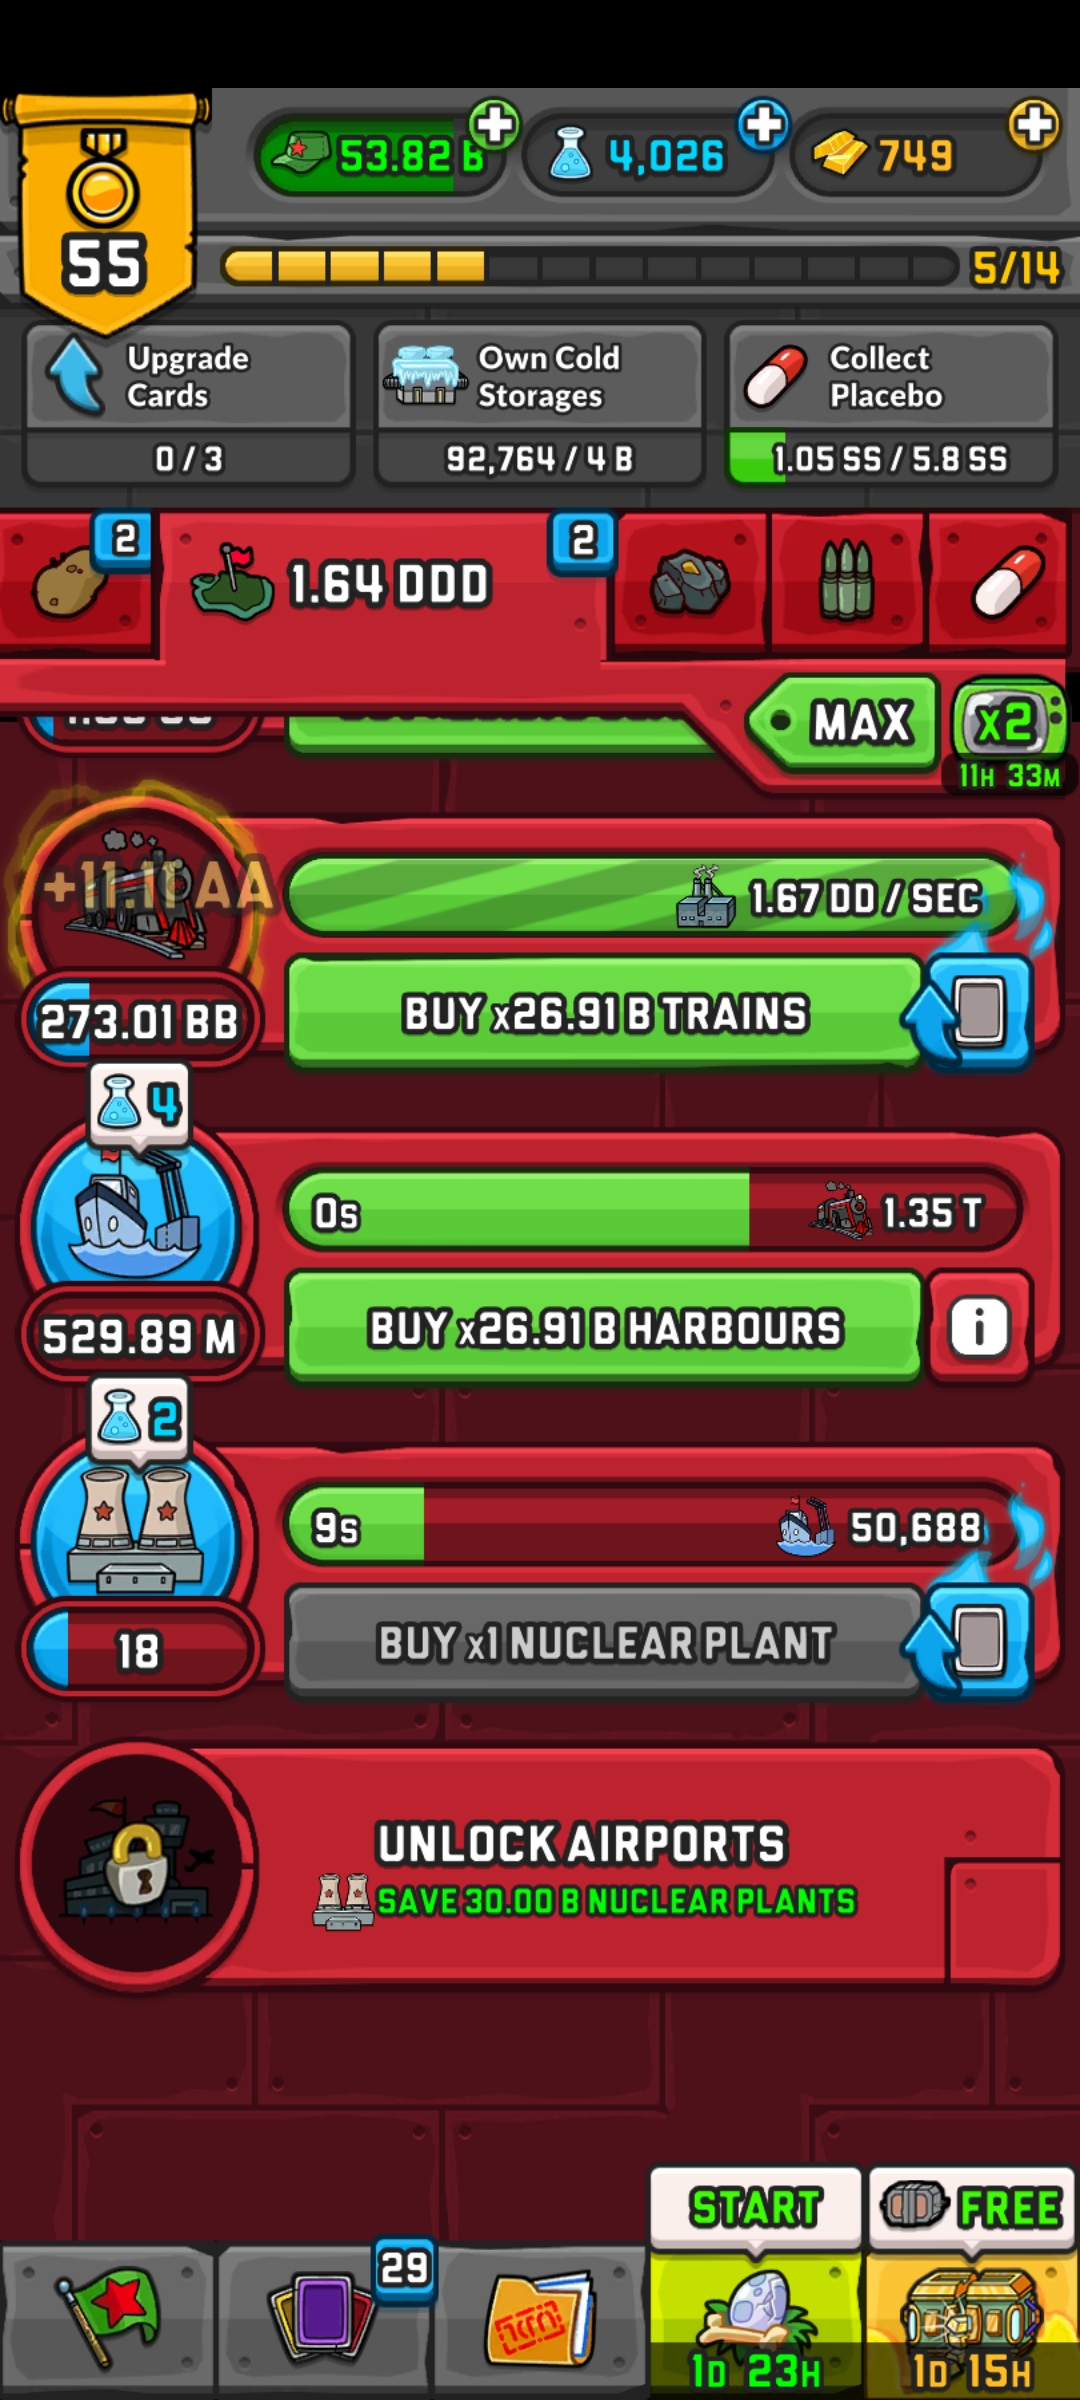 53.82 B
4,026
749
55
5/14
Upgrade
Cards
0 / 3
Own Cold
Storages
92,764 / 4 B
Collect
Placebo
1.05 SS / 5.8 SS
2
1.64 DDD
2
MAX
x2
11H 33M
+11.11 AA
1.67 DD / SEC
273.01 BB
BUY x26.91 B TRAINS
4
0s
1.35 T
529.89 M
BUY x26.91 B HARBOURS
i
2
9s
50,688
18
BUY x1 NUCLEAR PLANT
UNLOCK AIRPORTS
SAVE 30.00 B NUCLEAR PLANTS
START
FREE
29
1D 23H
1D 15H